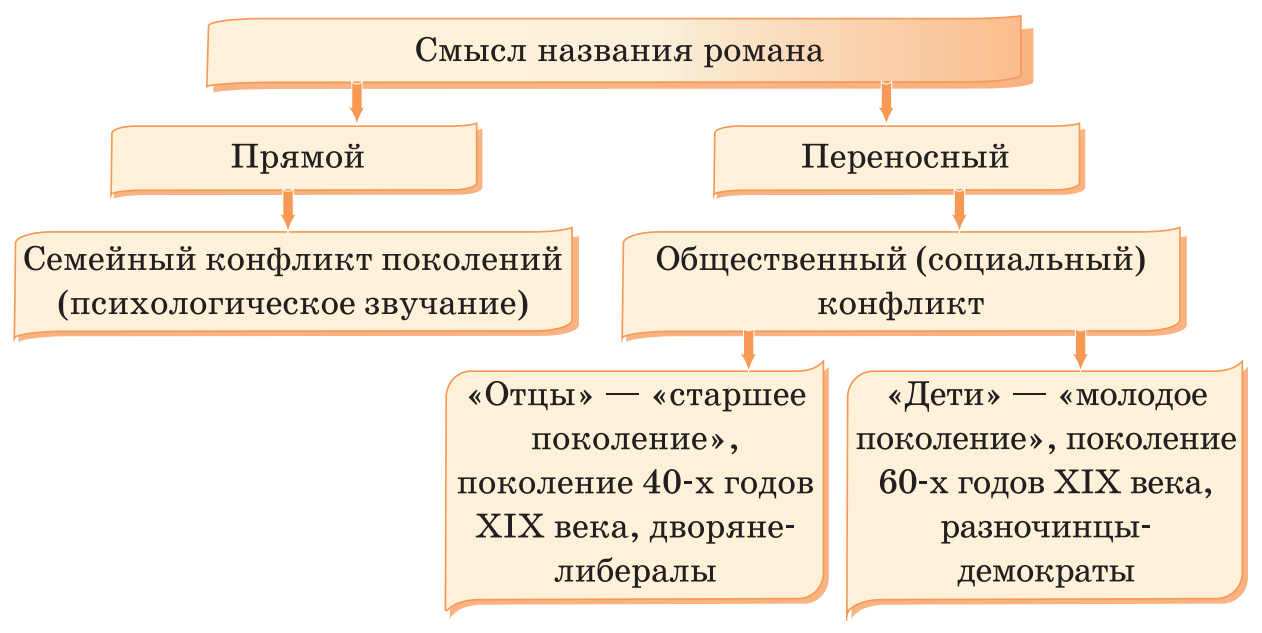 Смысл названия романа
Прямой
Переносный
Семейный конфликт поколений
(психологическое звучание)
Общественный (социальный)
конфликт
«Отцы» — «старшее
поколение»,
поколение 40-х годов
XIX века, дворяне-
либералы
«Дети» — «молодое
поколение», поколение
60-х годов XIX века,
разночинцы-
демократы